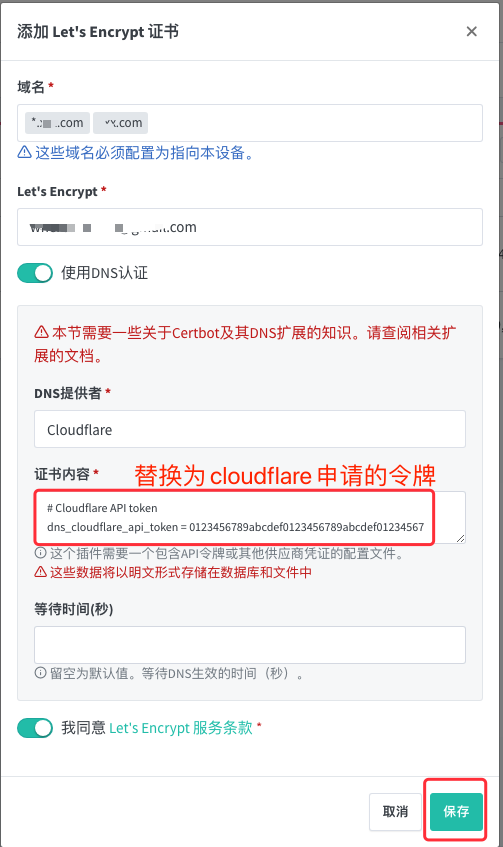 添加 Let's Encrypt 证书
域名 *
.com
.com
这些域名必须配置为指向本设备。
Let's Encrypt *
.com
使用DNS认证
本节需要一些关于Certbot及其DNS扩展的知识。请查阅相关扩
展的文档。
DNS提供者 *
Cloudflare
证书内容 *
替换为 cloudflare 申请的令牌
# Cloudflare API token
dns_cloudflare_api_token = 0123456789abcdef0123456789abcdef01234567
这个插件需要一个包含API令牌或其他供应商凭证的配置文件。
这些数据将以明文形式存储在数据库和文件中
等待时间(秒)
留空为默认值。等待DNS生效的时间（秒）。
我同意 Let's Encrypt 服务条款 *
取消
保存